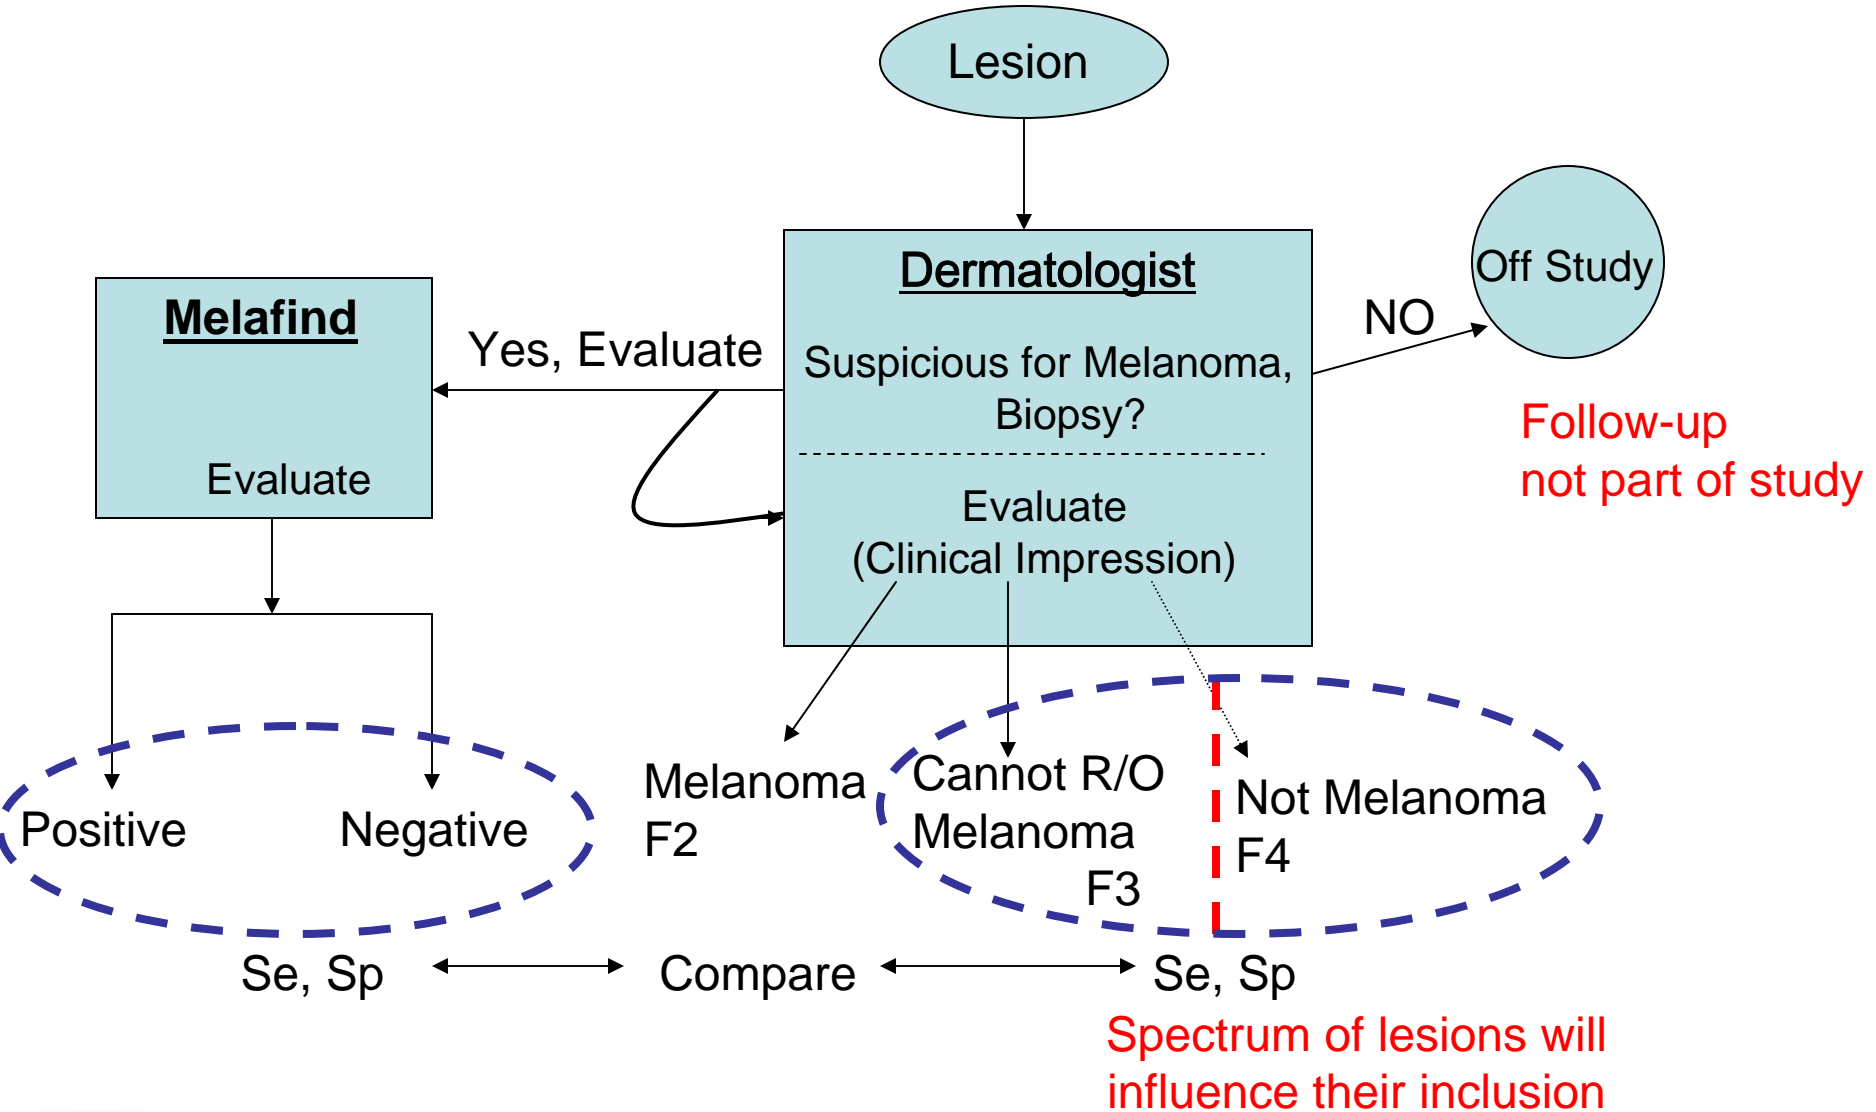 Lesion
Dermatologist
Suspicious for Melanoma,
Biopsy?
Evaluate
(Clinical Impression)
NO
Off Study
Follow-up
not part of study
Yes, Evaluate
Melafind
Evaluate
Positive
Negative
Melanoma
F2
Cannot R/O
Melanoma
F3
Not Melanoma
F4
Se, Sp
Compare
Se, Sp
Spectrum of lesions will
influence their inclusion